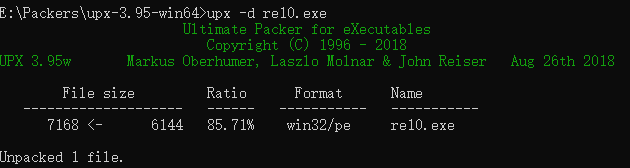 E:\Packers\upx-3.95-win64>upx -d re10.exe
Ultimate Packer for eXecutables
Copyright (C) 1996 - 2018
UPX 3.95w Markus Oberhumer, Laszlo Molnar & John Reiser Aug 26th 2018
File size Ratio Format Name
-------------------- ------ ----------- -----------
7168 <- 6144 85.71% win32/pe re10.exe
Unpacked 1 file.